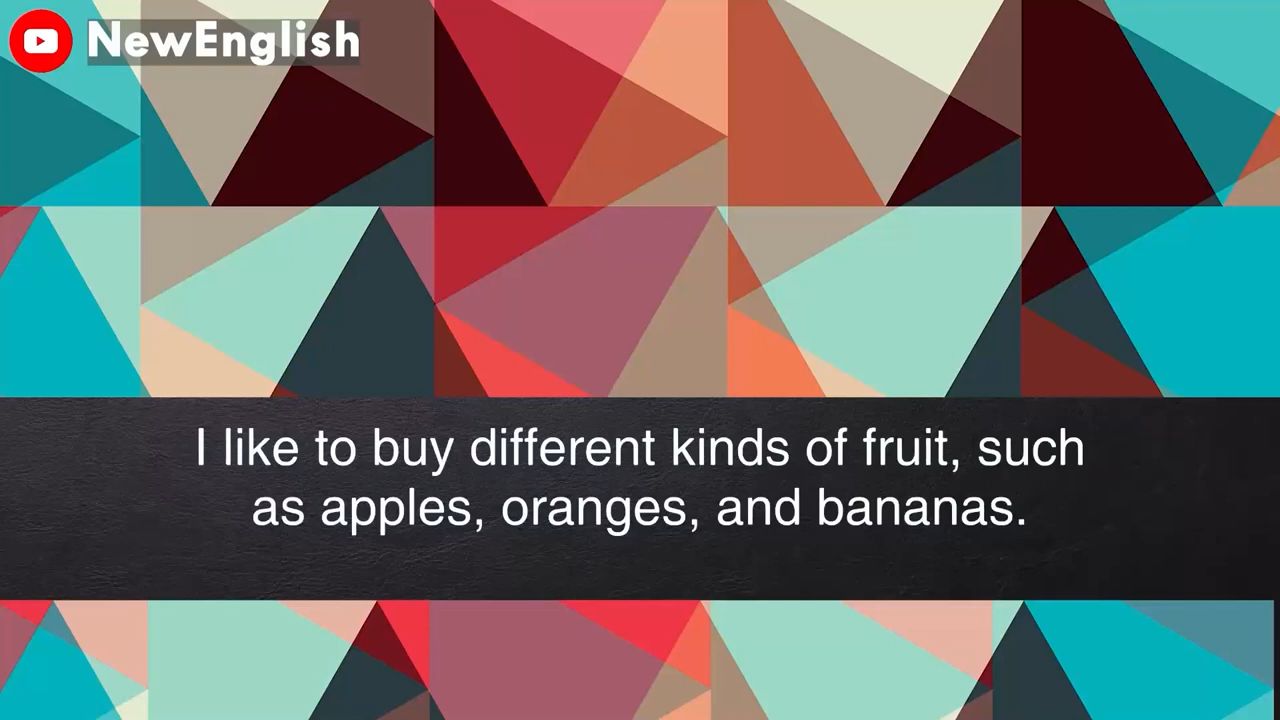 NewEnglish
I like to buy different kinds of fruit, such
as apples, oranges, and bananas.